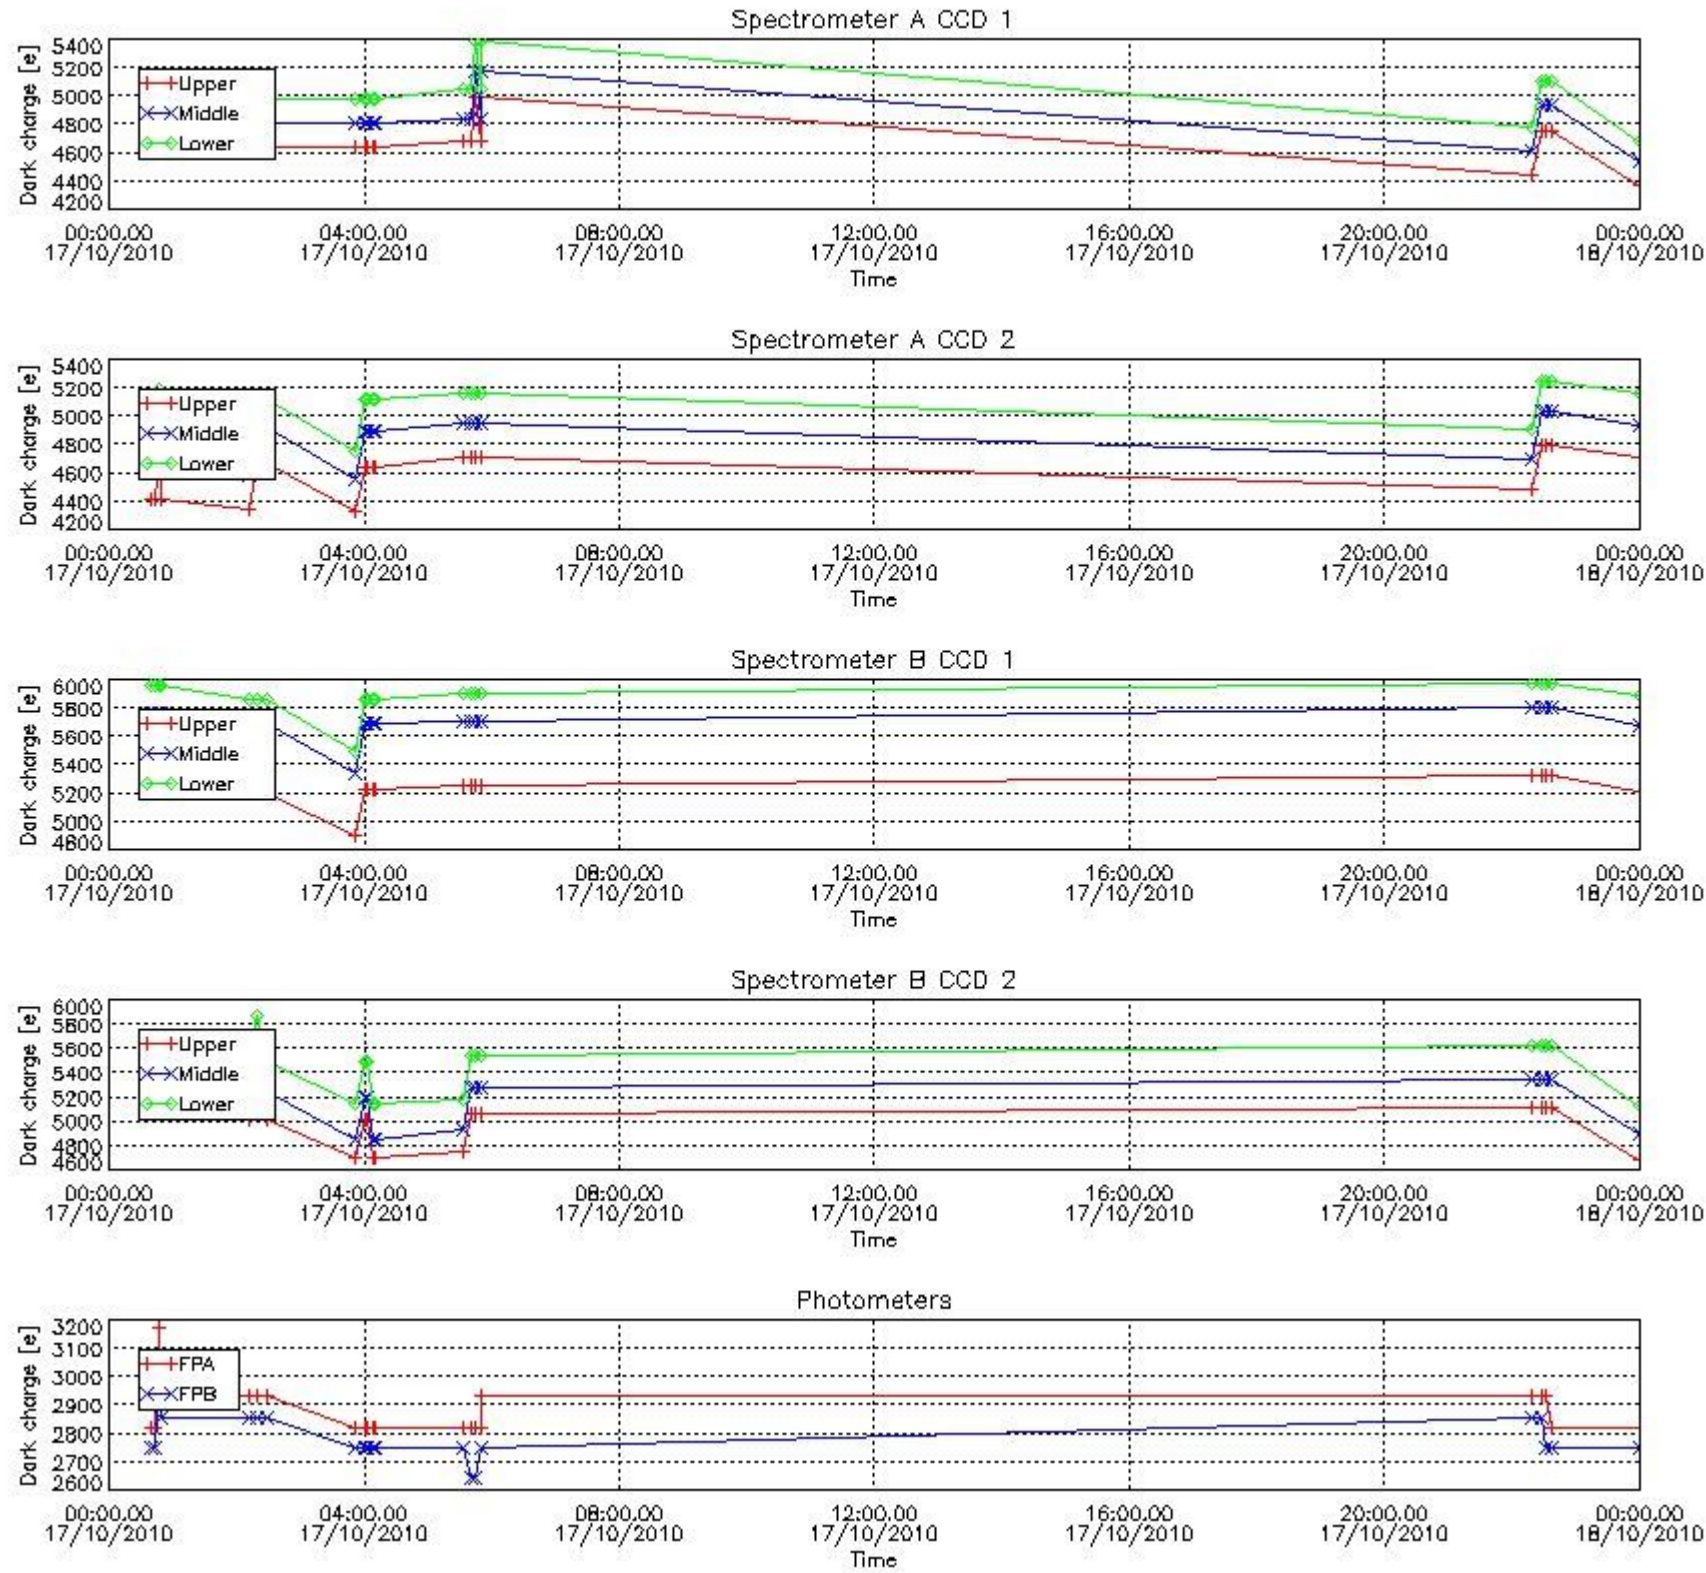 Spectrometer A CCD 1
Dark charge [e]
5400
5200
5000
4800
4600
4400
4200
Upper
Middle
Lower
00:00.00 04:00.00 08:00.00 12:00.00 16:00.00 20:00.00 00:00.00
17/10/2010 17/10/2010 17/10/2010 17/10/2010 17/10/2010 17/10/2010 18/10/2010
Time
Spectrometer A CCD 2
Dark charge [e]
5400
5200
5000
4800
4600
4400
4200
Upper
Middle
Lower
00:00.00 04:00.00 08:00.00 12:00.00 16:00.00 20:00.00 00:00.00
17/10/2010 17/10/2010 17/10/2010 17/10/2010 17/10/2010 17/10/2010 18/10/2010
Time
Spectrometer B CCD 1
Dark charge [e]
6000
5800
5600
5400
5200
5000
4800
Upper
Middle
Lower
00:00.00 04:00.00 08:00.00 12:00.00 16:00.00 20:00.00 00:00.00
17/10/2010 17/10/2010 17/10/2010 17/10/2010 17/10/2010 17/10/2010 18/10/2010
Time
Spectrometer B CCD 2
Dark charge [e]
6000
5800
5600
5400
5200
5000
4800
4600
Upper
Middle
Lower
00:00.00 04:00.00 08:00.00 12:00.00 16:00.00 20:00.00 00:00.00
17/10/2010 17/10/2010 17/10/2010 17/10/2010 17/10/2010 17/10/2010 18/10/2010
Time
Photometers
Dark charge [e]
3200
3100
3000
2900
2800
2700
2600
FPA
FPB
00:00.00 04:00.00 08:00.00 12:00.00 16:00.00 20:00.00 00:00.00
17/10/2010 17/10/2010 17/10/2010 17/10/2010 17/10/2010 17/10/2010 18/10/2010
Time